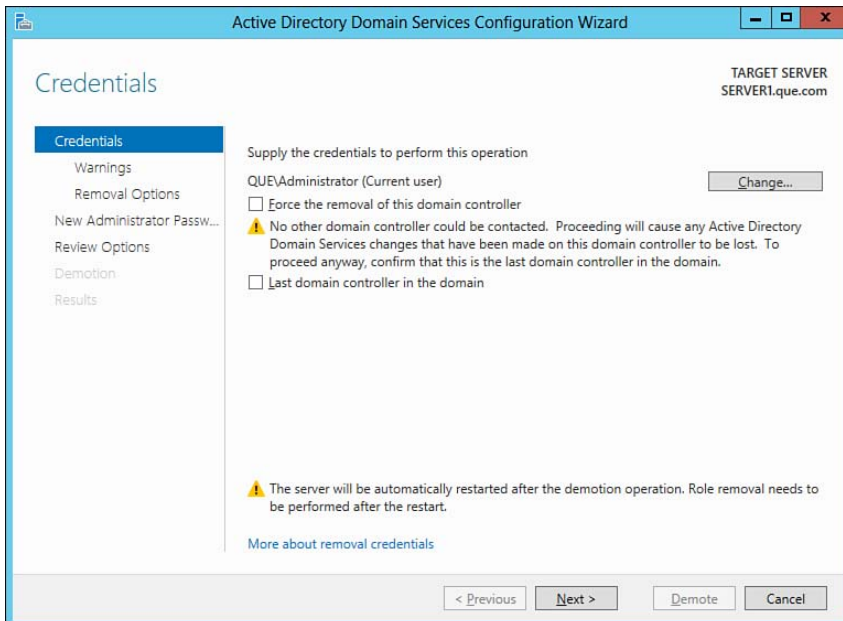 Active Directory Domain Services Configuration Wizard
Credentials
TARGET SERVER
SERVER1.que.com
Credentials
Warnings
Removal Options
New Administrator Passw...
Review Options
Demotion
Results
Supply the credentials to perform this operation
QUE\Administrator (Current user)
Change...
Force the removal of this domain controller
No other domain controller could be contacted. Proceeding will cause any Active Directory
Domain Services changes that have been made on this domain controller to be lost. To
proceed anyway, confirm that this is the last domain controller in the domain.
Last domain controller in the domain
The server will be automatically restarted after the demotion operation. Role removal needs to
be performed after the restart.
More about removal credentials
< Previous
Next >
Demote
Cancel